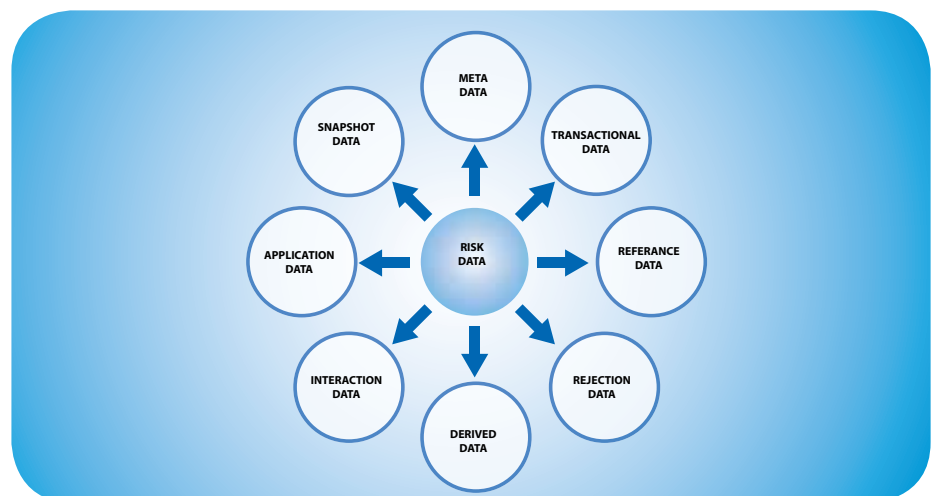 META
DATA
SNAPSHOT
DATA
TRANSACTIONAL
DATA
APPLICATION
DATA
RISK
DATA
REFERANCE
DATA
INTERACTION
DATA
REJECTION
DATA
DERIVED
DATA